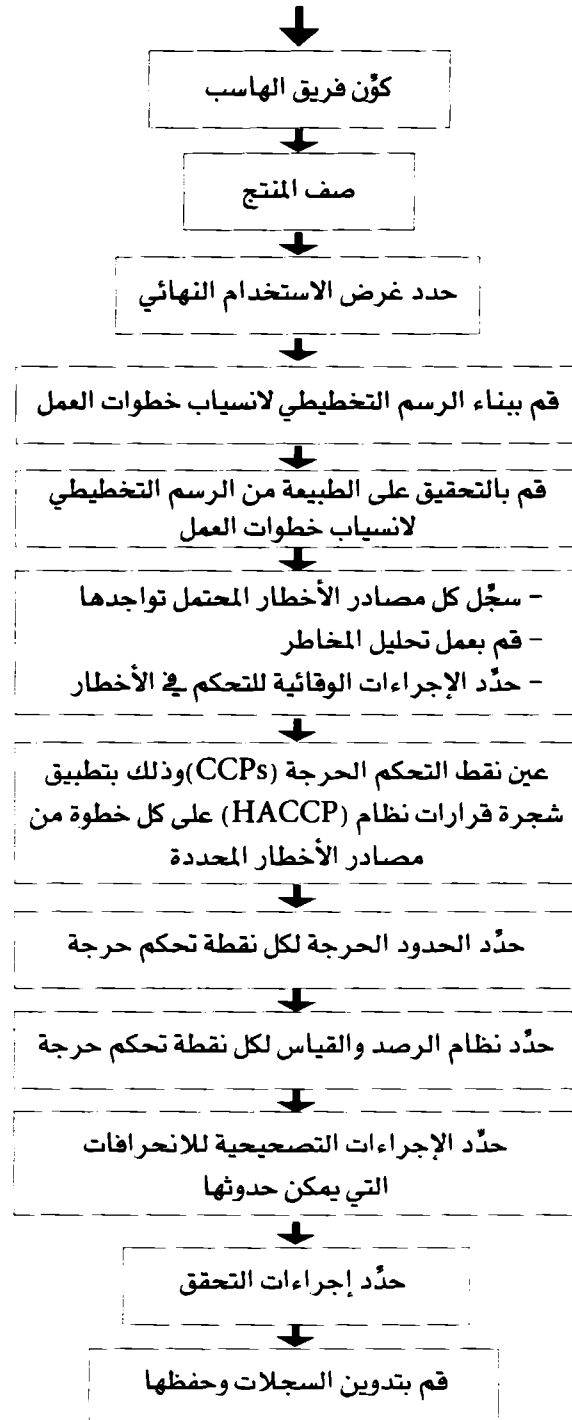 كوِّن فريق الهاسب
صف المنتج
حدد غرض الاستخدام النهائي
قم ببناء الرسم التخطيطي لانسياب خطوات العمل
قم بالتحقيق على الطبيعة من الرسم التخطيطي
لانسياب خطوات العمل
- سجِّل كل مصادر الأخطار المحتمل تواجدها
- قم بعمل تحليل المخاطر
- حدِّد الإجراءات الوقائية للتحكم في الأخطار
عين نقط التحكم الحرجة (CCPs) وذلك بتطبيق
شجرة قرارات نظام (HACCP) على كل خطوة من
مصادر الأخطار المحددة
حدِّد الحدود الحرجة لكل نقطة تحكم حرجة
حدِّد نظام الرصد والقياس لكل نقطة تحكم حرجة
حدِّد الإجراءات التصحيحية للانحرافات
التي يمكن حدوثها
حدِّد إجراءات التحقق
قم بتدوين السجلات وحفظها